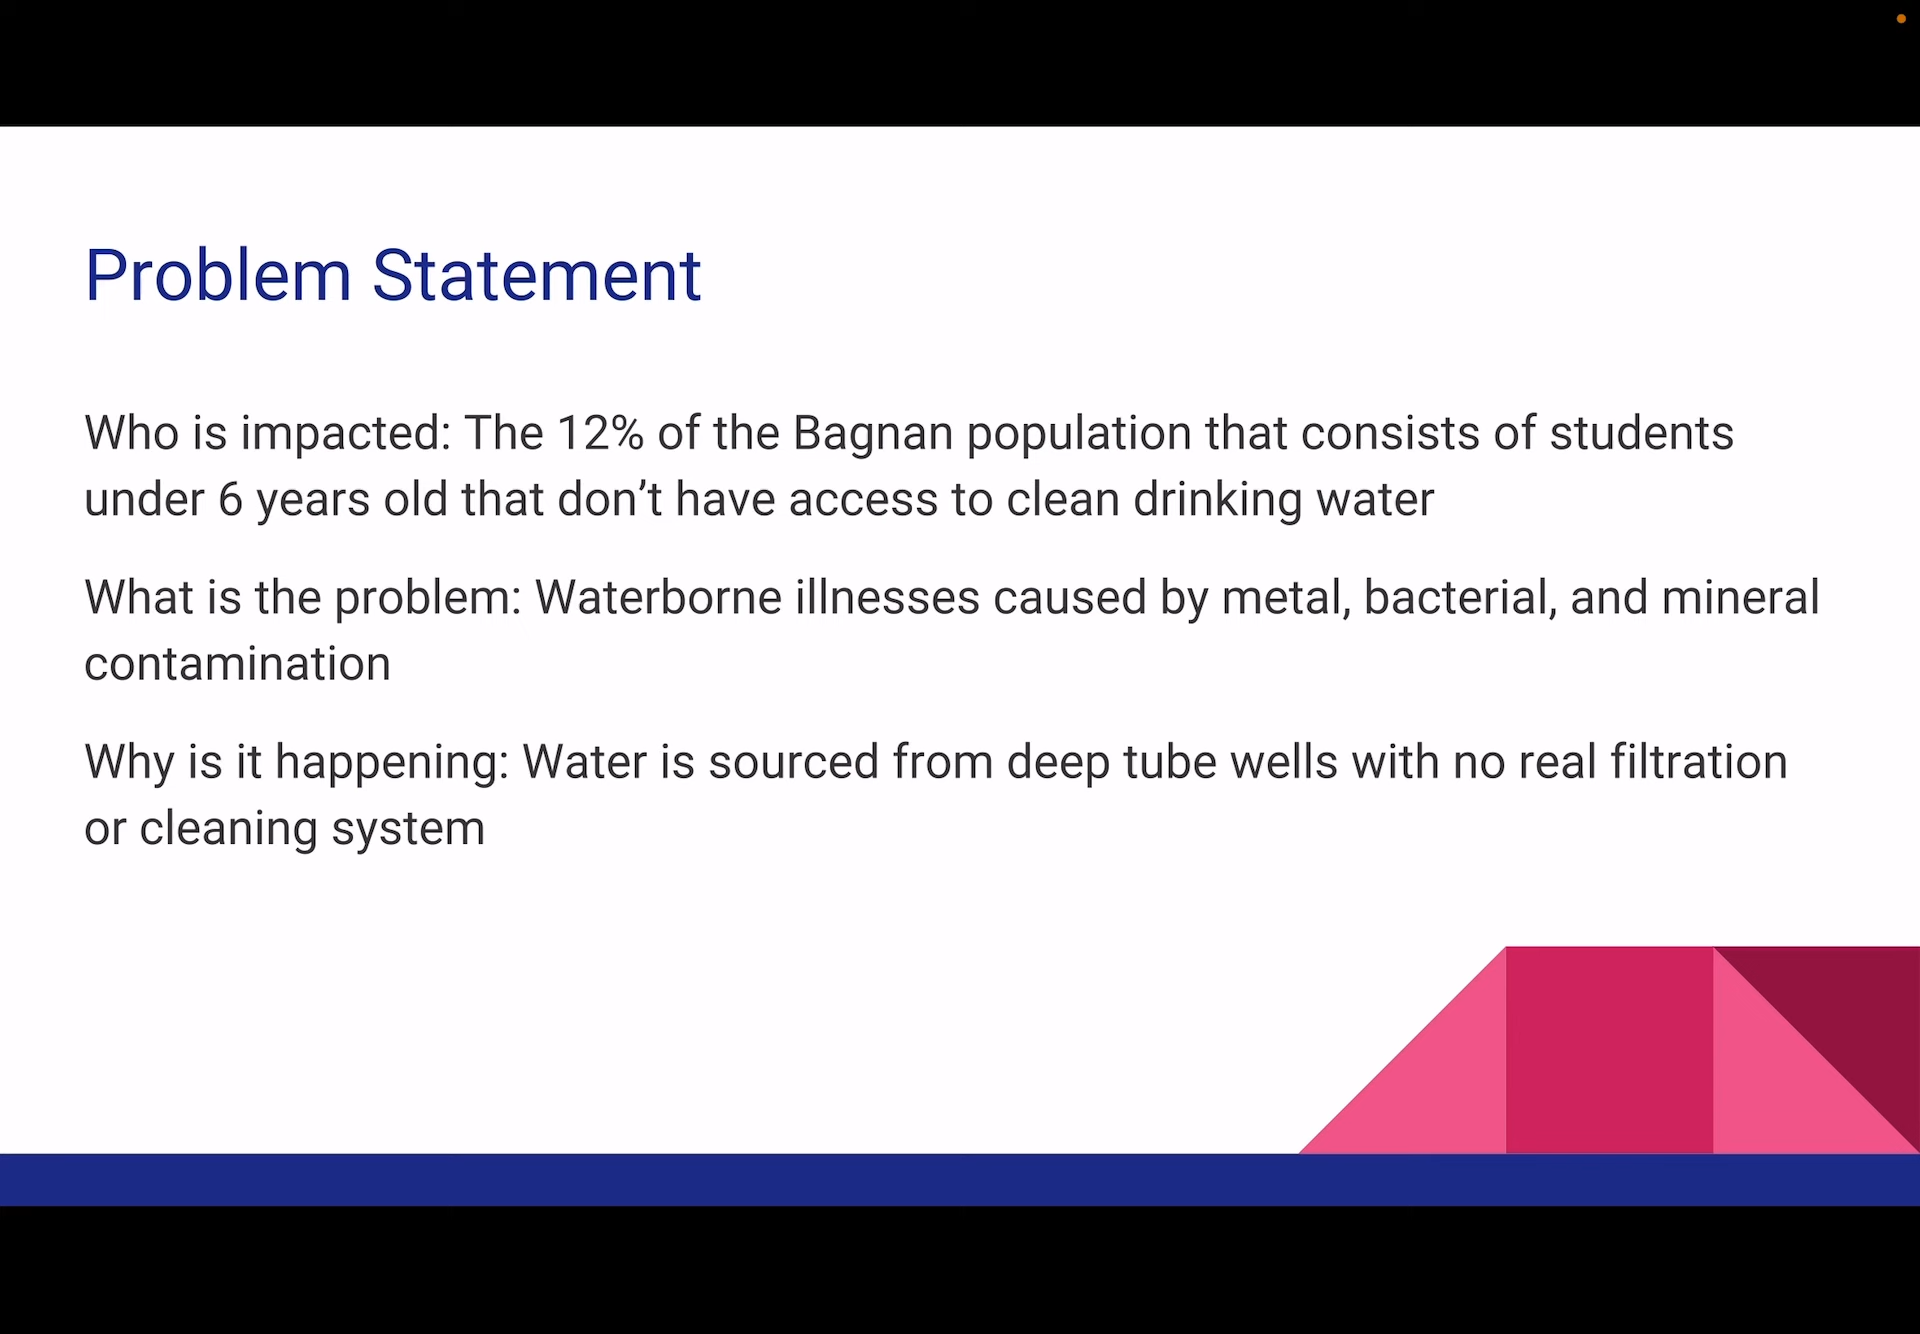 Problem Statement
Who is impacted: The 12% of the Bagnan population that consists of students
under 6 years old that don’t have access to clean drinking water
What is the problem: Waterborne illnesses caused by metal, bacterial, and mineral
contamination
Why is it happening: Water is sourced from deep tube wells with no real filtration
or cleaning system